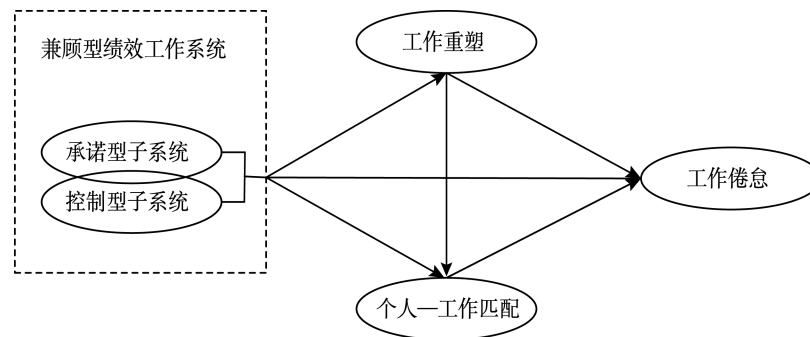 兼顾型绩效工作系统
工作重塑
承诺型子系统
控制型子系统
工作倦怠
个人—工作匹配